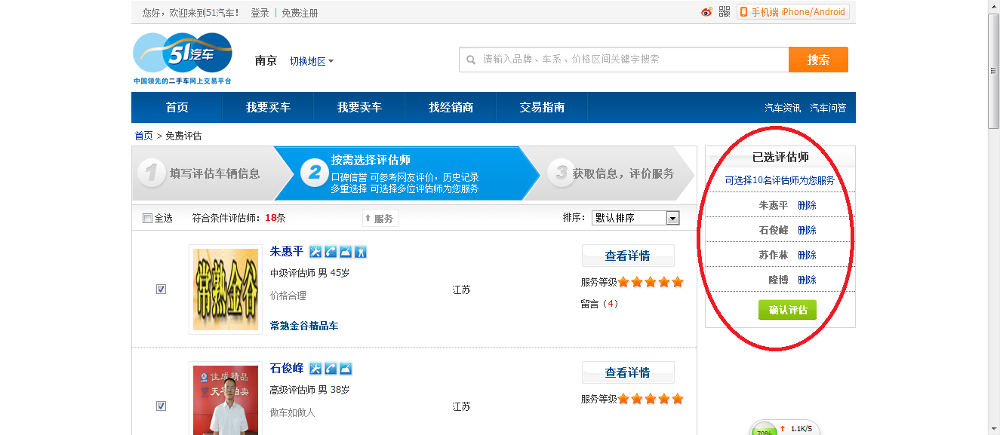 您好，欢迎来到51汽车！ 登录 | 免费注册
手机端 iPhone/Android
51汽车
中国领先的二手车网上交易平台
南京 切换地区
请输入品牌、车系、价格区间关键字搜索
搜索
首页 我要买车 我要卖车 找经销商 交易指南 汽车资讯 汽车问答
首页 > 免费评估
1 填写评估车辆信息
2 按需选择评估师
口碑信誉 可参考网友评价，历史记录
多重选择 可选择多位评估师为您服务
3 获取信息，评价服务
全选 符合条件评估师：18条 服务 排序： 默认排序
常熟金谷
朱惠平
中级评估师 男 45岁
价格合理
常熟金谷精品车
江苏
查看详情
服务等级
留言（4）
佳成精品
石俊峰
高级评估师 男 38岁
做车如做人
江苏
查看详情
服务等级
已选评估师
可选择10名评估师为您服务
朱惠平 删除
石俊峰 删除
苏作林 删除
隆博 删除
确认评估
70%
1.1K/S